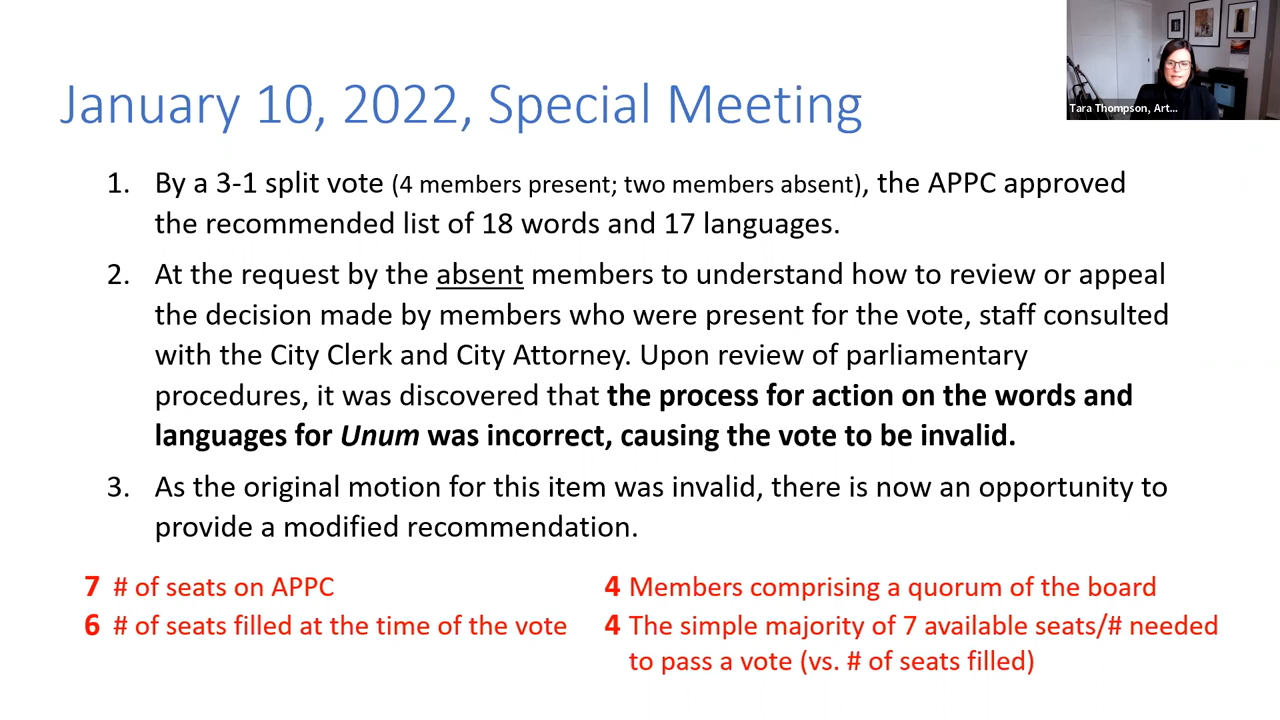 Tara Thompson, Art...
January 10, 2022, Special Meeting
1. By a 3-1 split vote (4 members present; two members absent), the APPC approved
the recommended list of 18 words and 17 languages.
2. At the request by the absent members to understand how to review or appeal
the decision made by members who were present for the vote, staff consulted
with the City Clerk and City Attorney. Upon review of parliamentary
procedures, it was discovered that the process for action on the words and
languages for Unum was incorrect, causing the vote to be invalid.
3. As the original motion for this item was invalid, there is now an opportunity to
provide a modified recommendation.
7 # of seats on APPC
6 # of seats filled at the time of the vote
4 Members comprising a quorum of the board
4 The simple majority of 7 available seats/# needed
to pass a vote (vs. # of seats filled)